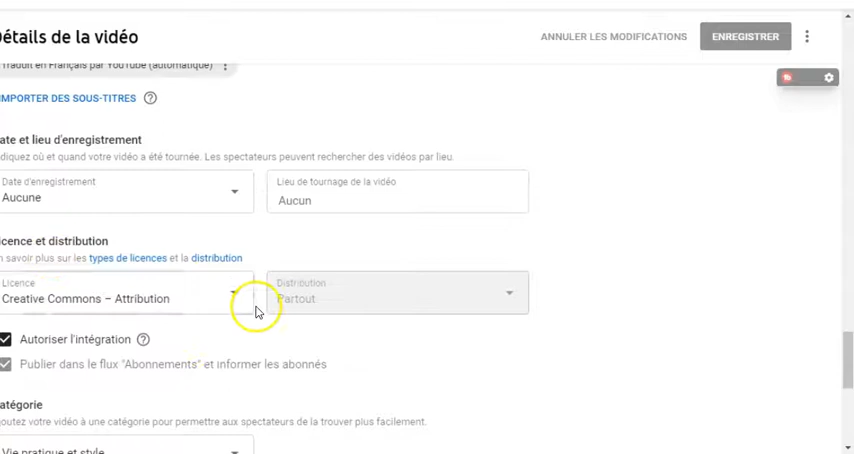 étails de la vidéo
ANNULER LES MODIFICATIONS
ENREGISTRER
Traduit en Français par YouTube (automatique)
IMPORTER DES SOUS-TITRES
ate et lieu d'enregistrement
diquez où et quand votre vidéo a été tournée. Les spectateurs peuvent rechercher des vidéos par lieu.
Date d'enregistrement
Aucune
Lieu de tournage de la vidéo
Aucun
icence et distribution
n savoir plus sur les types de licences et la distribution
Licence
Creative Commons – Attribution
Distribution
Partout
Autoriser l'intégration
Publier dans le flux "Abonnements" et informer les abonnés
atégorie
joutez votre vidéo à une catégorie pour permettre aux spectateurs de la trouver plus facilement.
Vie pratique et style